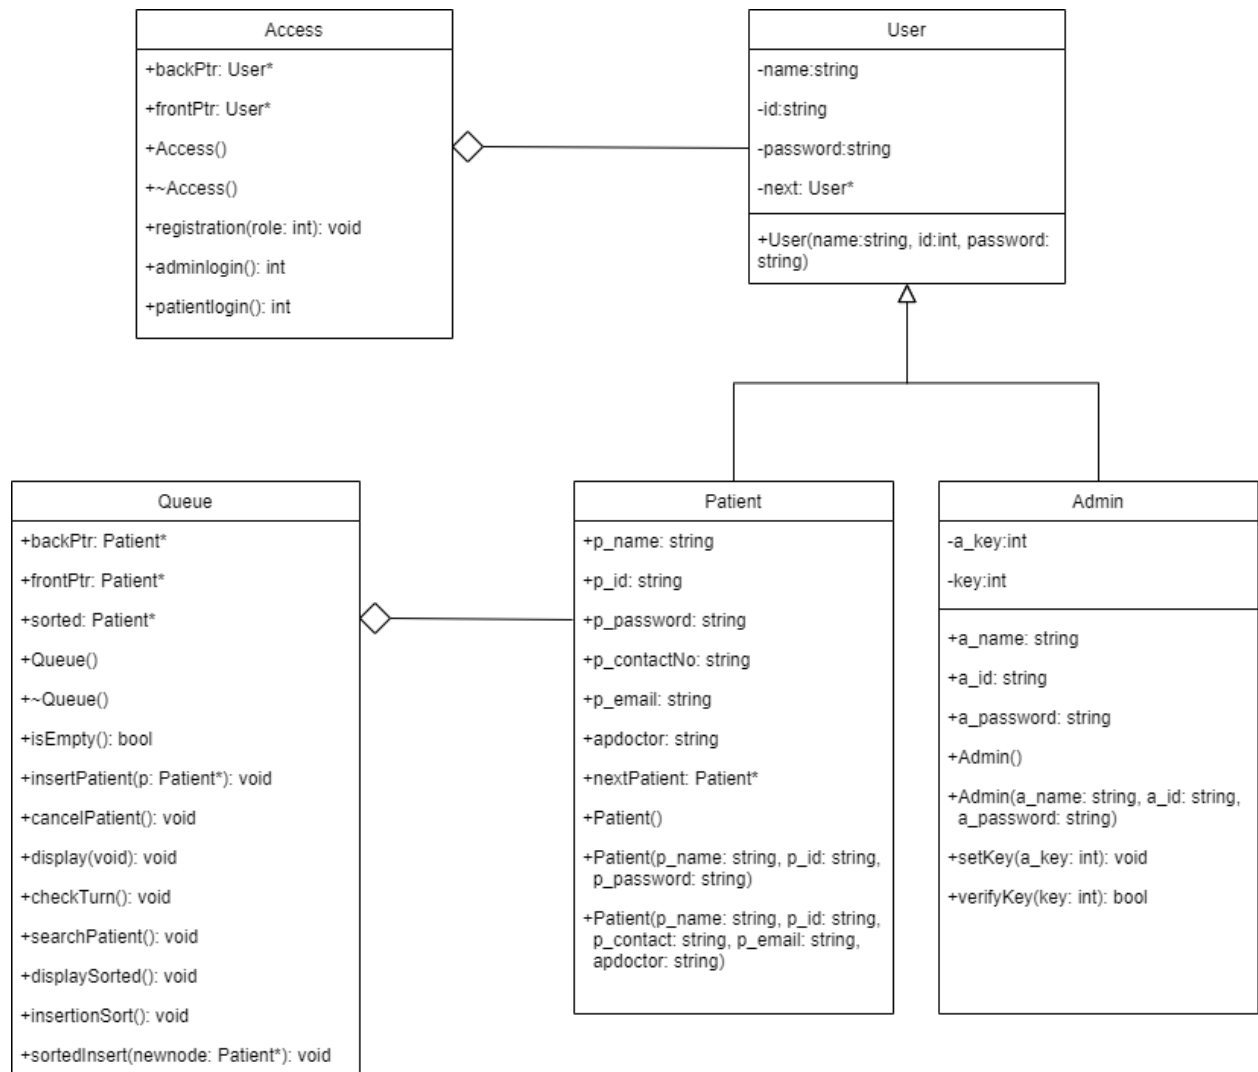 Access
+backPtr: User*
+frontPtr: User*
+Access()
+~Access()
+registration(role: int): void
+adminlogin(): int
+patientlogin(): int
User
-name:string
-id:string
-password:string
-next: User*
+User(name:string, id:int, password:
string)
Queue
+backPtr: Patient*
+frontPtr: Patient*
+sorted: Patient*
+Queue()
+~Queue()
+isEmpty(): bool
+insertPatient(p: Patient*): void
+cancelPatient(): void
+display(void): void
+checkTurn(): void
+searchPatient(): void
+displaySorted(): void
+insertionSort(): void
+sortedInsert(newnode: Patient*): void
Patient
+p_name: string
+p_id: string
+p_password: string
+p_contactNo: string
+p_email: string
+apdoctor: string
+nextPatient: Patient*
+Patient()
+Patient(p_name: string, p_id: string,
p_password: string)
+Patient(p_name: string, p_id: string,
p_contact: string, p_email: string,
apdoctor: string)
Admin
-a_key:int
-key:int
+a_name: string
+a_id: string
+a_password: string
+Admin()
+Admin(a_name: string, a_id: string,
a_password: string)
+setKey(a_key: int): void
+verifyKey(key: int): bool